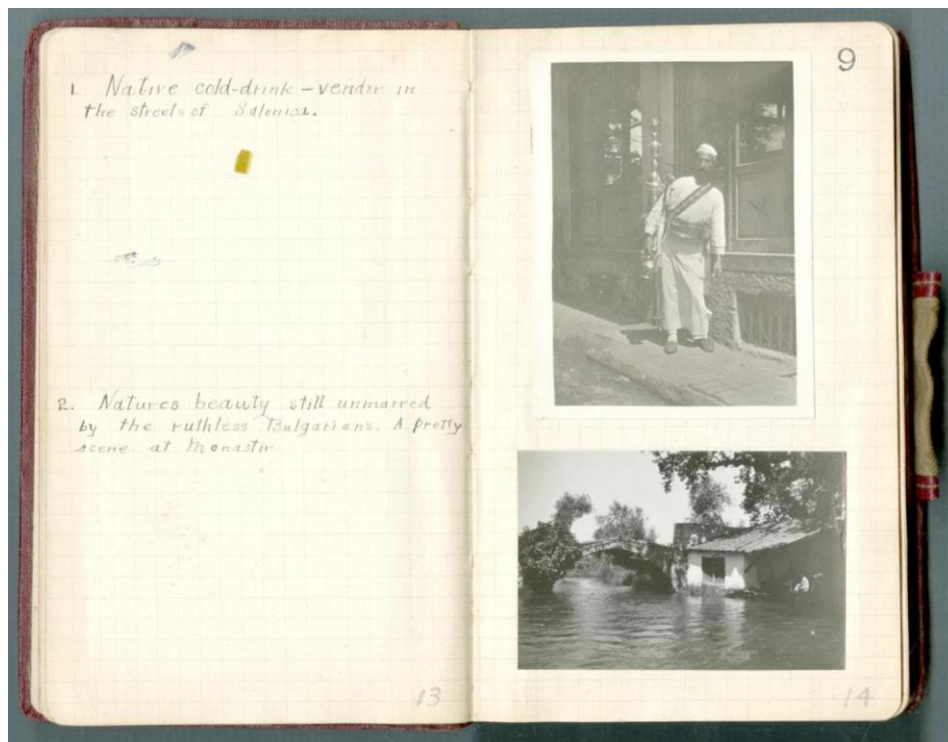 1. Native cold-drink-vender in
the streets of Salonica.
2. Natures beauty still unmarred
by the ruthless Bulgarians. A pretty
scene at Monastir
13
9
14